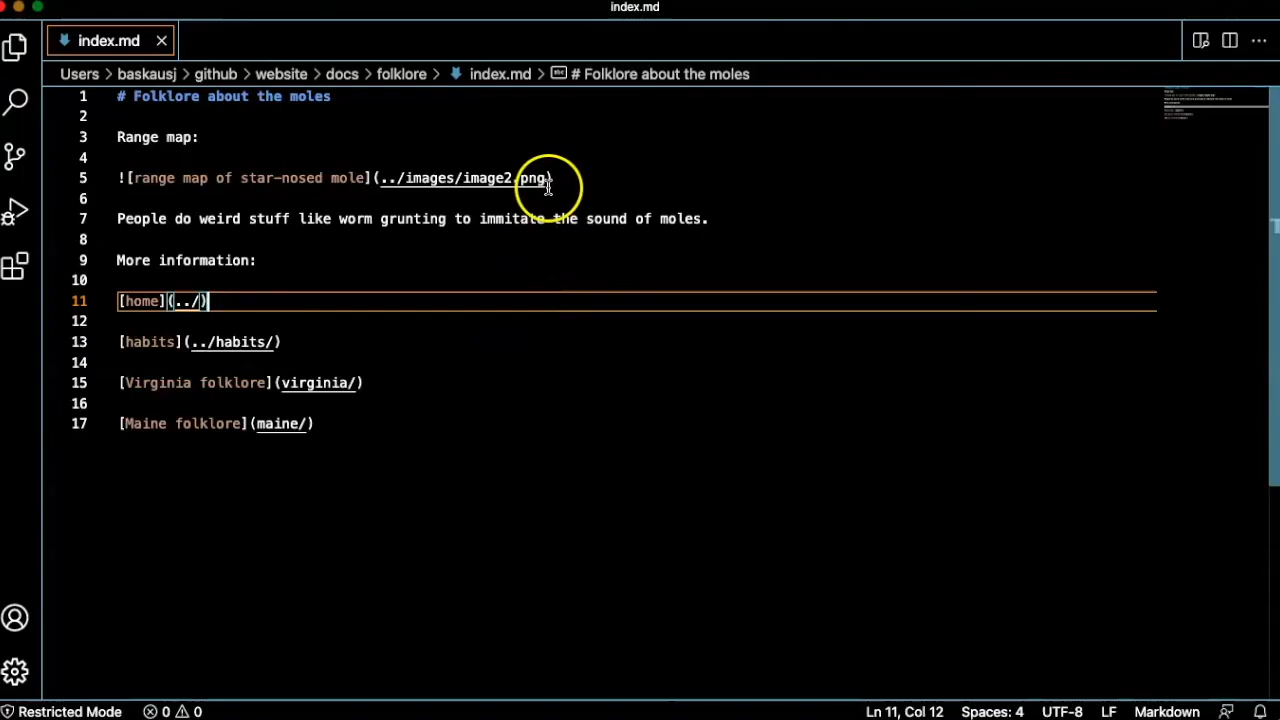 index.md
index.md
Users > baskausj > github > website > docs > folklore > index.md > # Folklore about the moles
1 # Folklore about the moles
2
3 Range map:
4
5 ![range map of star-nosed mole](../images/image2.png)
6
7 People do weird stuff like worm grunting to immitate the sound of moles.
8
9 More information:
10
11 [home](../)
12
13 [habits](../habits/)
14
15 [Virginia folklore](virginia/)
16
17 [Maine folklore](maine/)
Restricted Mode 0 0 Ln 11, Col 12 Spaces: 4 UTF-8 LF Markdown